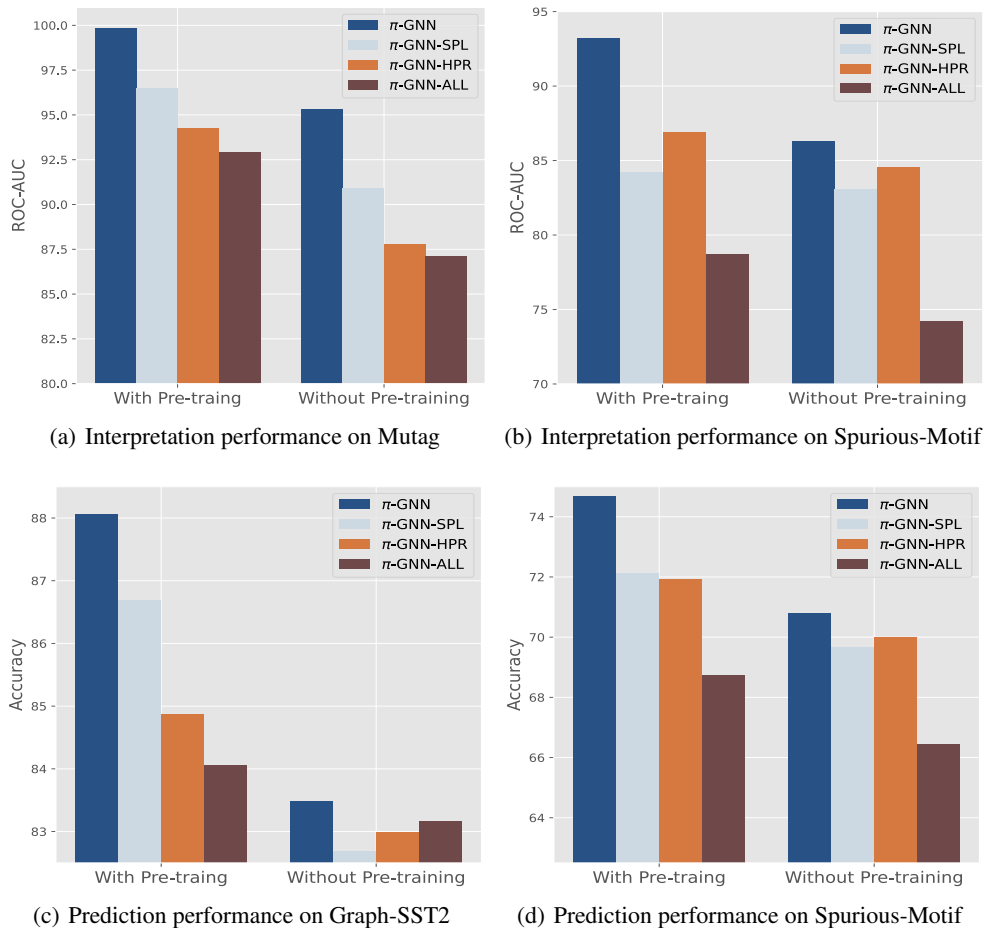 100.0
97.5
95.0
92.5
90.0
87.5
85.0
82.5
80.0
ROC-AUC
π-GNN
π-GNN-SPL
π-GNN-HPR
π-GNN-ALL
With Pre-traing
Without Pre-training
(a) Interpretation performance on Mutag
95
90
85
80
75
70
ROC-AUC
π-GNN
π-GNN-SPL
π-GNN-HPR
π-GNN-ALL
With Pre-traing
Without Pre-training
(b) Interpretation performance on Spurious-Motif
88
87
86
85
84
83
Accuracy
π-GNN
π-GNN-SPL
π-GNN-HPR
π-GNN-ALL
With Pre-traing
Without Pre-training
(c) Prediction performance on Graph-SST2
74
72
70
68
66
64
Accuracy
π-GNN
π-GNN-SPL
π-GNN-HPR
π-GNN-ALL
With Pre-traing
Without Pre-training
(d) Prediction performance on Spurious-Motif